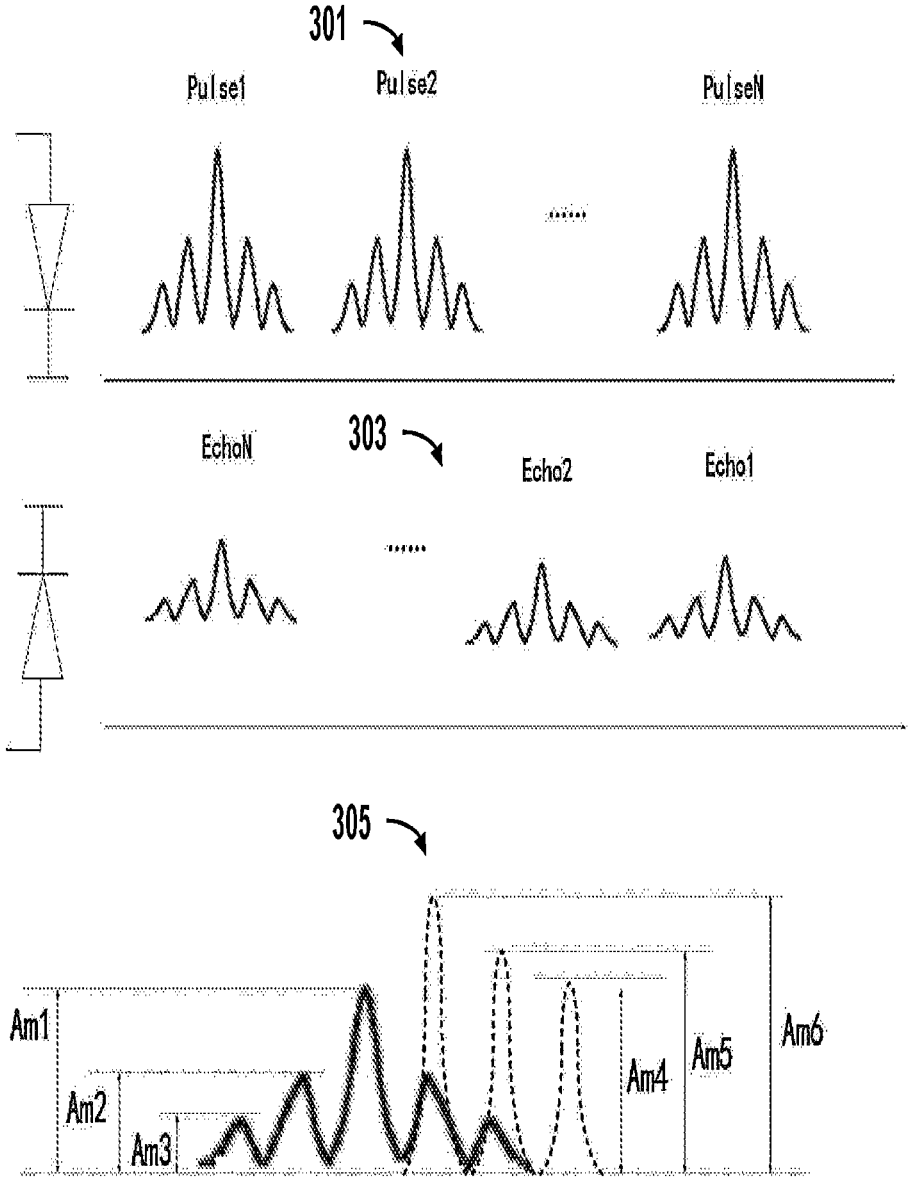 301
Pulse1 Pulse2 PulseN
......
303
EchoN Echo2 Echo1
......
305
Am1
Am2
Am3
Am4
Am5
Am6